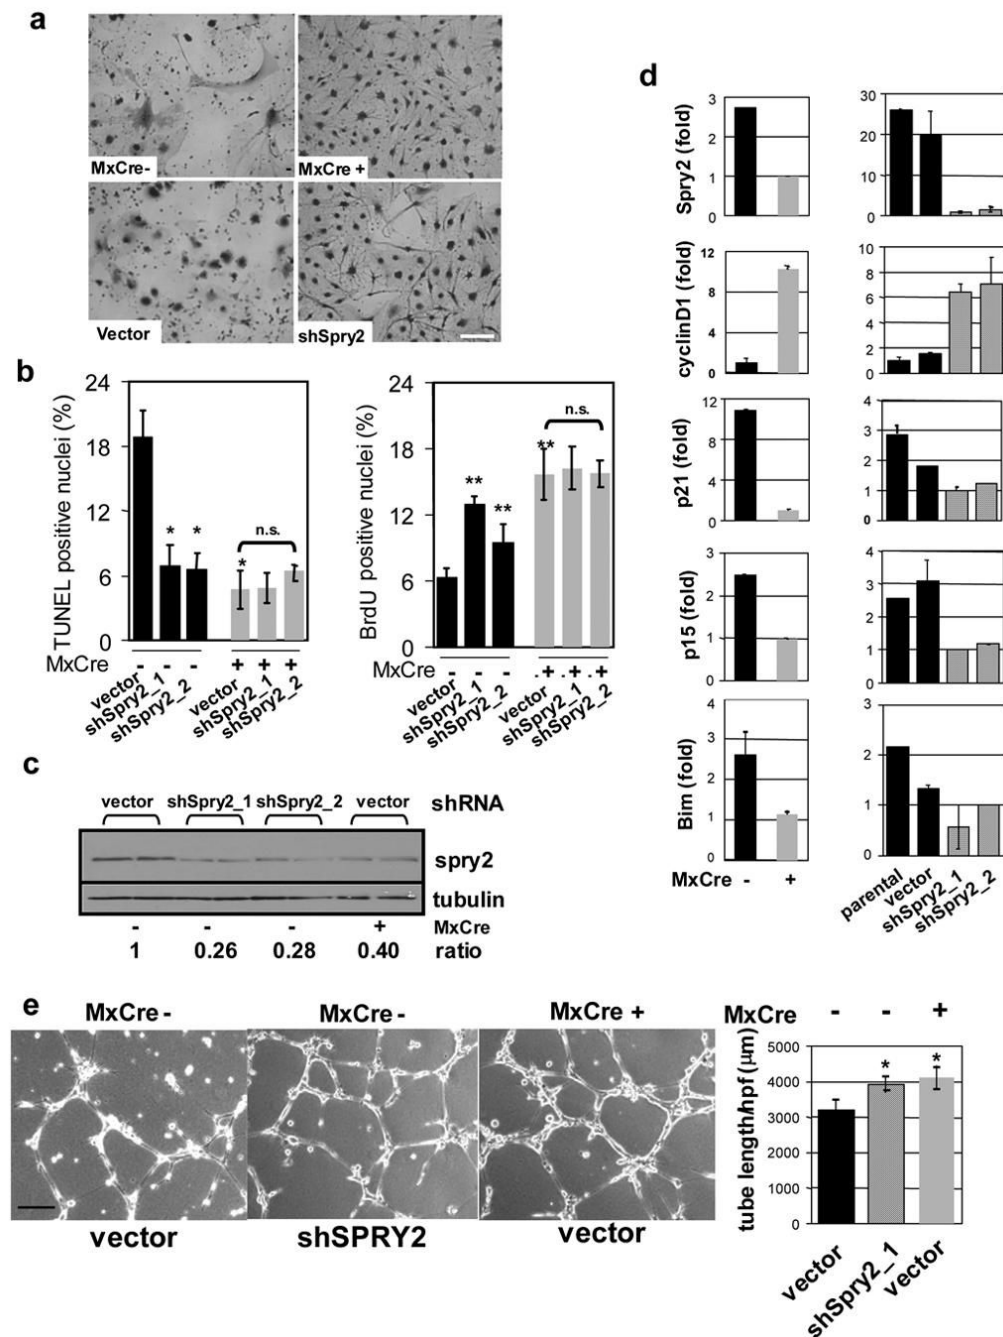 a
MxCre-
-
MxCre +
Vector
shSpry2
b
TUNEL positive nuclei (%)
24
18
12
6
0
*
*
n.s.
*
MxCre
- - - + + +
vector
shSpry2_1
shSpry2_2
vector
shSpry2_1
shSpry2_2
BrdU positive nuclei (%)
24
18
12
6
0
**
**
n.s.
**
MxCre
- - - .+ .+ .+
vector
shSpry2_1
shSpry2_2
vector
shSpry2_1
shSpry2_2
c
vector shSpry2_1 shSpry2_2 vector shRNA
spry2
tubulin
- - - + MxCre
1 0.26 0.28 0.40 ratio
d
Spry2 (fold)
3
2
1
0
30
20
10
0
cyclinD1 (fold)
12
8
4
0
10
8
6
4
2
0
p21 (fold)
12
8
4
0
4
3
2
1
0
p15 (fold)
3
2
1
0
4
3
2
1
0
Bim (fold)
4
3
2
1
0
3
2
1
0
MxCre - +
parental
vector
shSpry2_1
shSpry2_2
e
MxCre - MxCre - MxCre +
vector shSPRY2 vector
MxCre - - +
tube length/hpf (µm)
5000
4000
3000
2000
1000
0
*
*
vector
shSpry2_1
vector